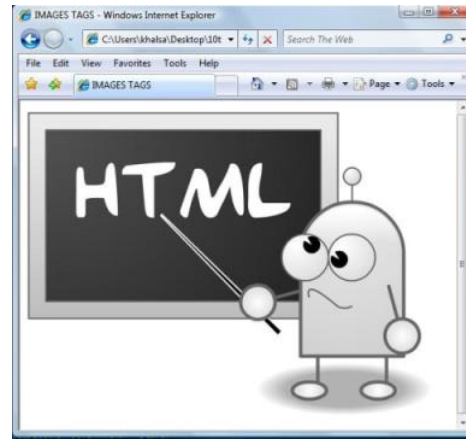 IMAGES TAGS - Windows Internet Explorer
C:\Users\khalsa\Desktop\10t
Search The Web
File Edit View Favorites Tools Help
IMAGES TAGS
Page Tools
HTML